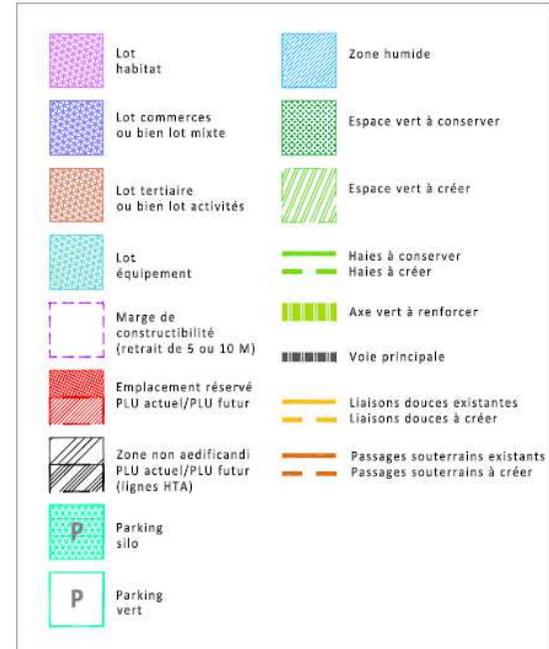 Lot
habitat
Lot commerces
ou bien lot mixte
Lot tertiaire
ou bien lot activités
Lot
équipement
Marge de
constructibilité
(retrait de 5 ou 10 M)
Emplacement réservé
PLU actuel/PLU futur
Zone non aedificandi
PLU actuel/PLU futur
(lignes HTA)
P
Parking
silo
P
Parking
vert
Zone humide
Espace vert à conserver
Espace vert à créer
Haies à conserver
Haies à créer
Axe vert à renforcer
Voie principale
Liaisons douces existantes
Liaisons douces à créer
Passages souterrains existants
Passages souterrains à créer